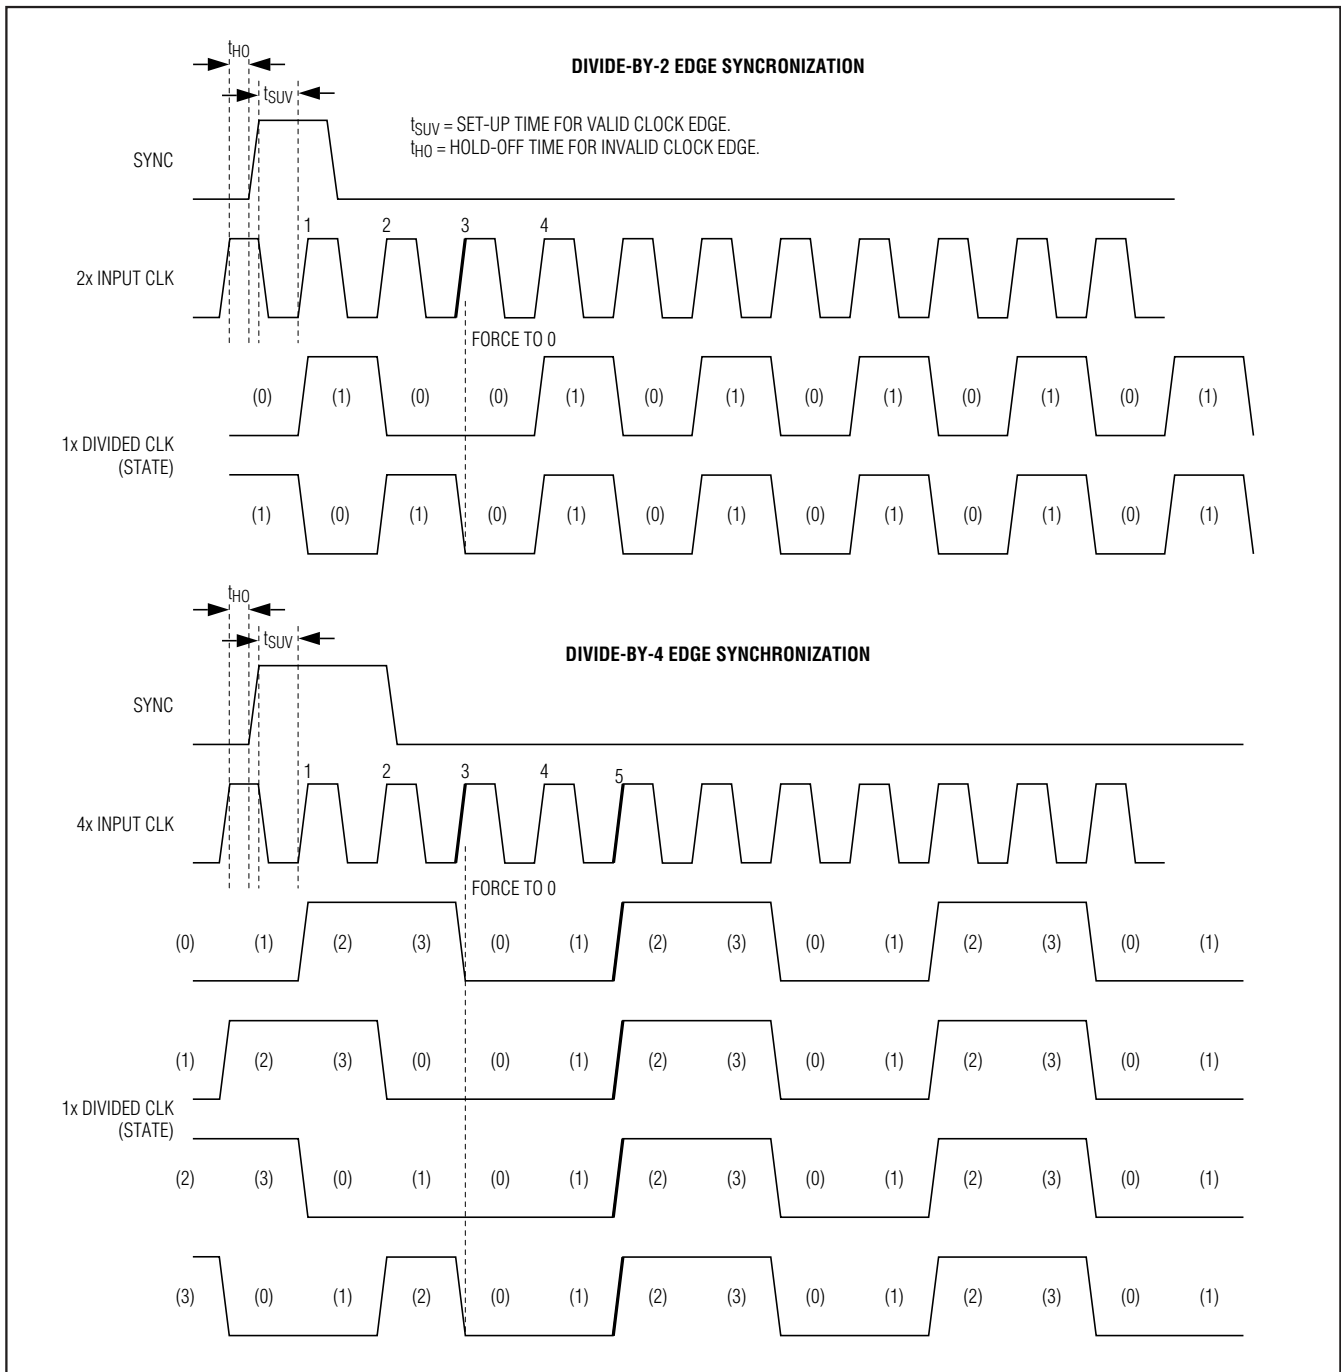 tHO
DIVIDE-BY-2 EDGE SYNCRONIZATION
tSUV
tSUV = SET-UP TIME FOR VALID CLOCK EDGE.
tHO = HOLD-OFF TIME FOR INVALID CLOCK EDGE.
SYNC
1 2 3 4
2x INPUT CLK
FORCE TO 0
(0) (1) (0) (0) (1) (0) (1) (0) (1) (0) (1) (0) (1)
1x DIVIDED CLK
(STATE)
(1) (0) (1) (0) (1) (0) (1) (0) (1) (0) (1) (0) (1)
tHO
tSUV
DIVIDE-BY-4 EDGE SYNCHRONIZATION
SYNC
1 2 3 4 5
4x INPUT CLK
FORCE TO 0
(0) (1) (2) (3) (0) (1) (2) (3) (0) (1) (2) (3) (0) (1)
(1) (2) (3) (0) (0) (1) (2) (3) (0) (1) (2) (3) (0) (1)
1x DIVIDED CLK
(STATE)
(2) (3) (0) (1) (0) (1) (2) (3) (0) (1) (2) (3) (0) (1)
(3) (0) (1) (2) (0) (1) (2) (3) (0) (1) (2) (3) (0) (1)